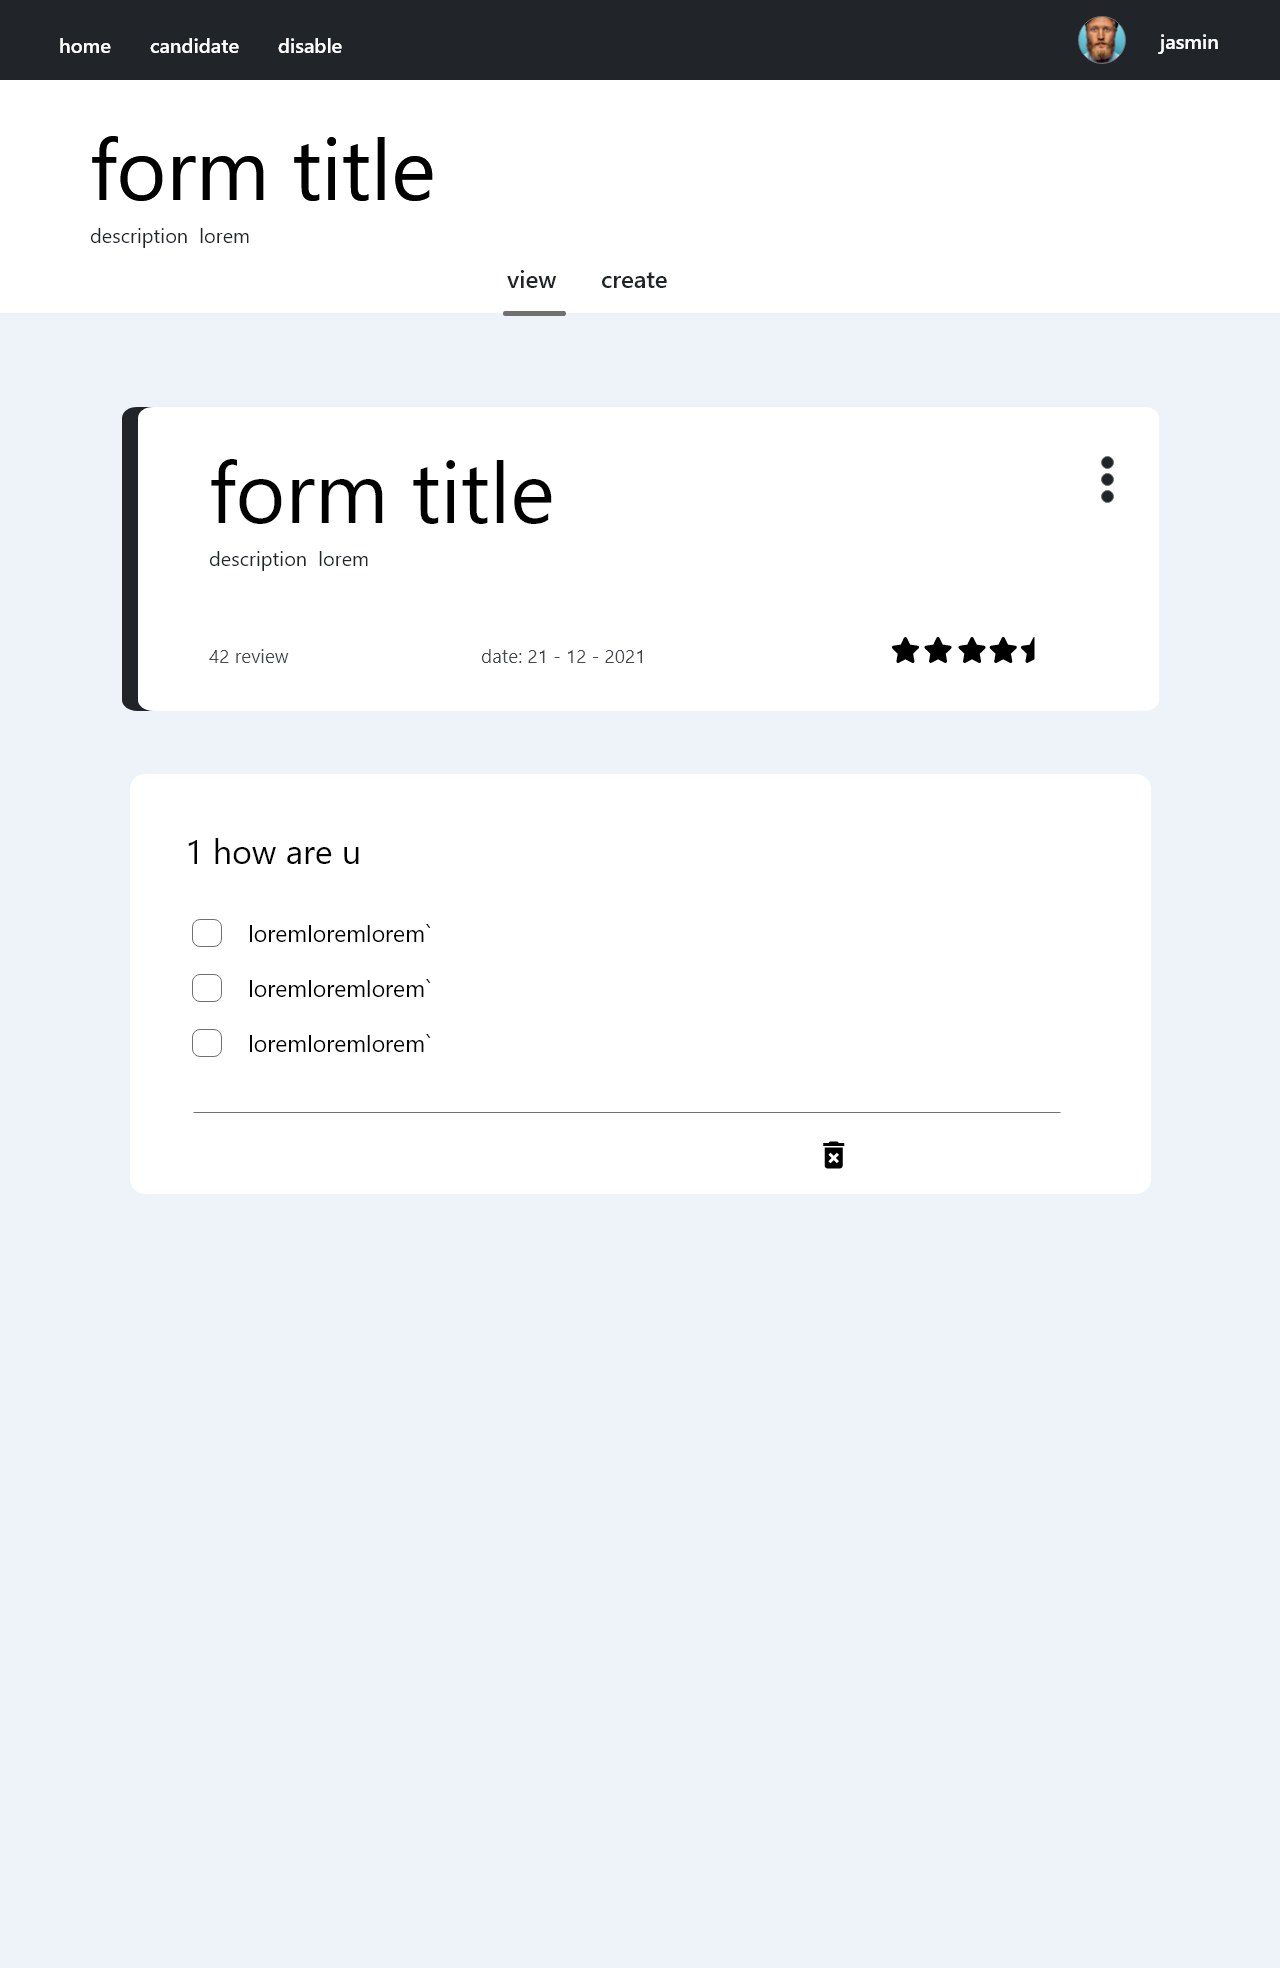 home candidate disable jasmin
form title
description lorem
view create
form title
description lorem
42 review date: 21 - 12 - 2021
1 how are u
loremloremlorem`
loremloremlorem`
loremloremlorem`